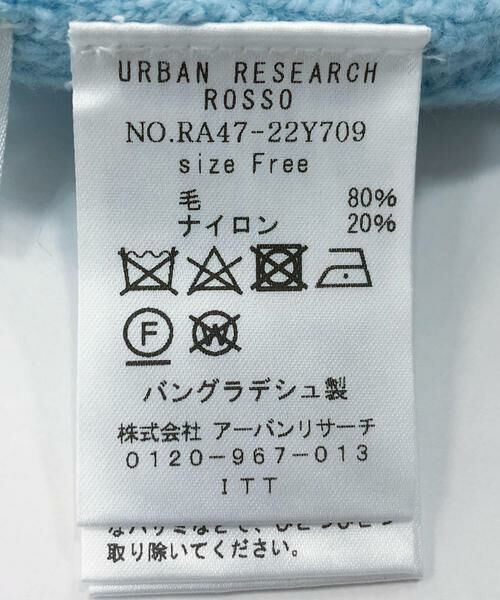 URBAN RESEARCH
ROSSO
NO.RA47-22Y709
size Free
毛 80%
ナイロン 20%
F W
バングラデシュ製
株式会社 アーバンリサーチ
0120-967-013
ITT
取り除いてください。